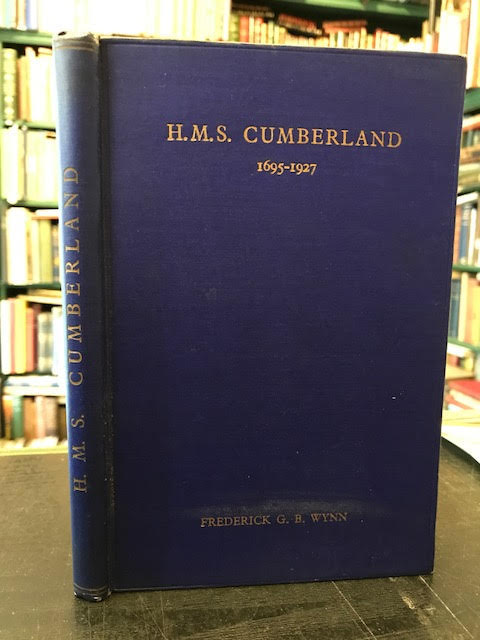 H.M.S. CUMBERLAND
1695-1927
FREDERICK G. B. WYNN
H. M. S. CUMBERLAND